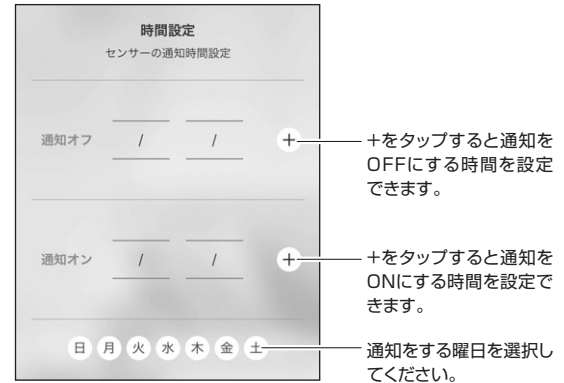 時間設定
センサーの通知時間設定
通知オフ / / +
+をタップすると通知を
OFFにする時間を設定
できます。
通知オン / / +
+をタップすると通知を
ONにする時間を設定で
きます。
日 月 火 水 木 金 土
通知をする曜日を選択し
てください。